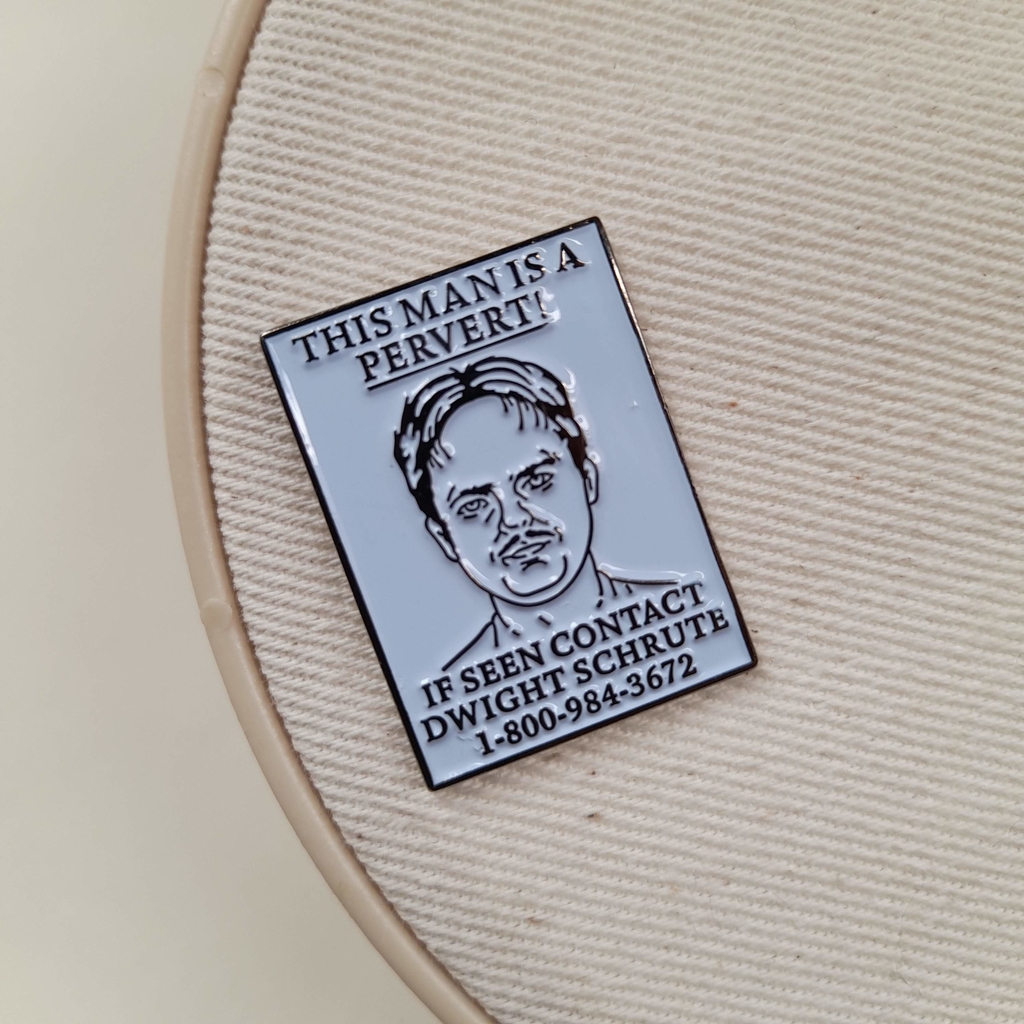 THIS MAN IS A
PERVERT!
IF SEEN CONTACT
DWIGHT SCHRUTE
1-800-984-3672